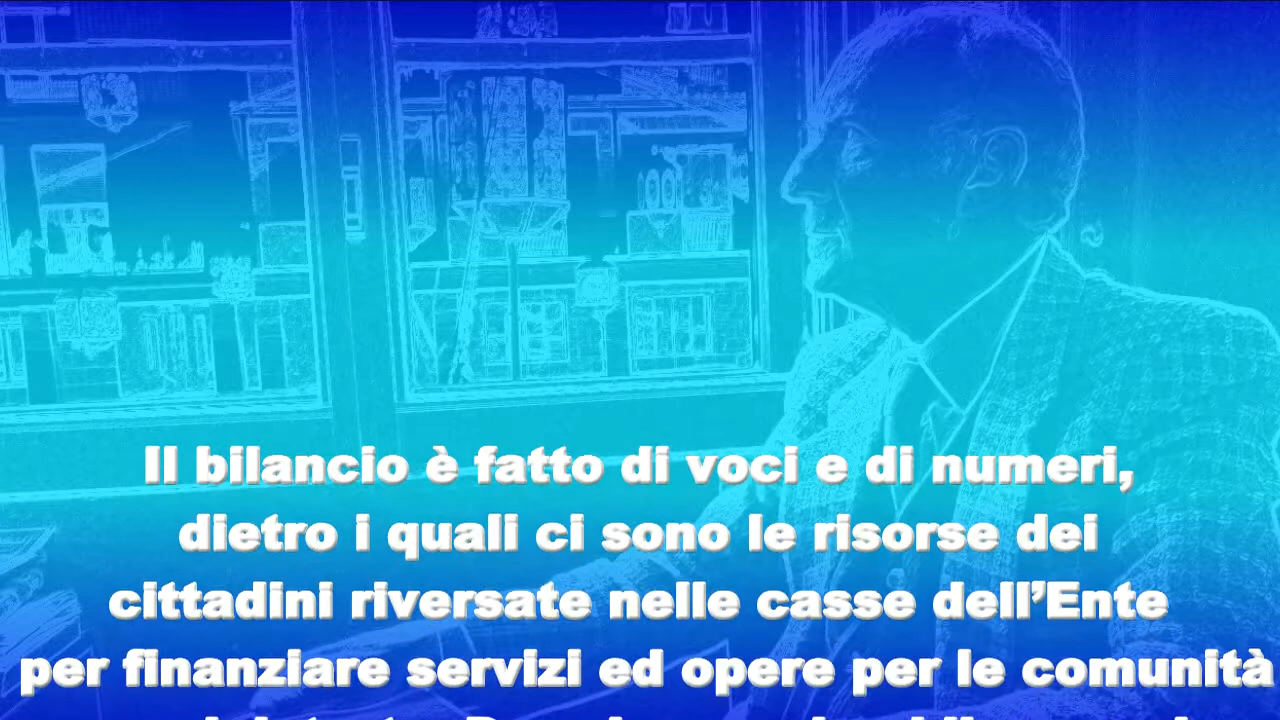 Il bilancio è fatto di voci e di numeri,
dietro i quali ci sono le risorse dei
cittadini riversate nelle casse dell’Ente
per finanziare servizi ed opere per le comunità